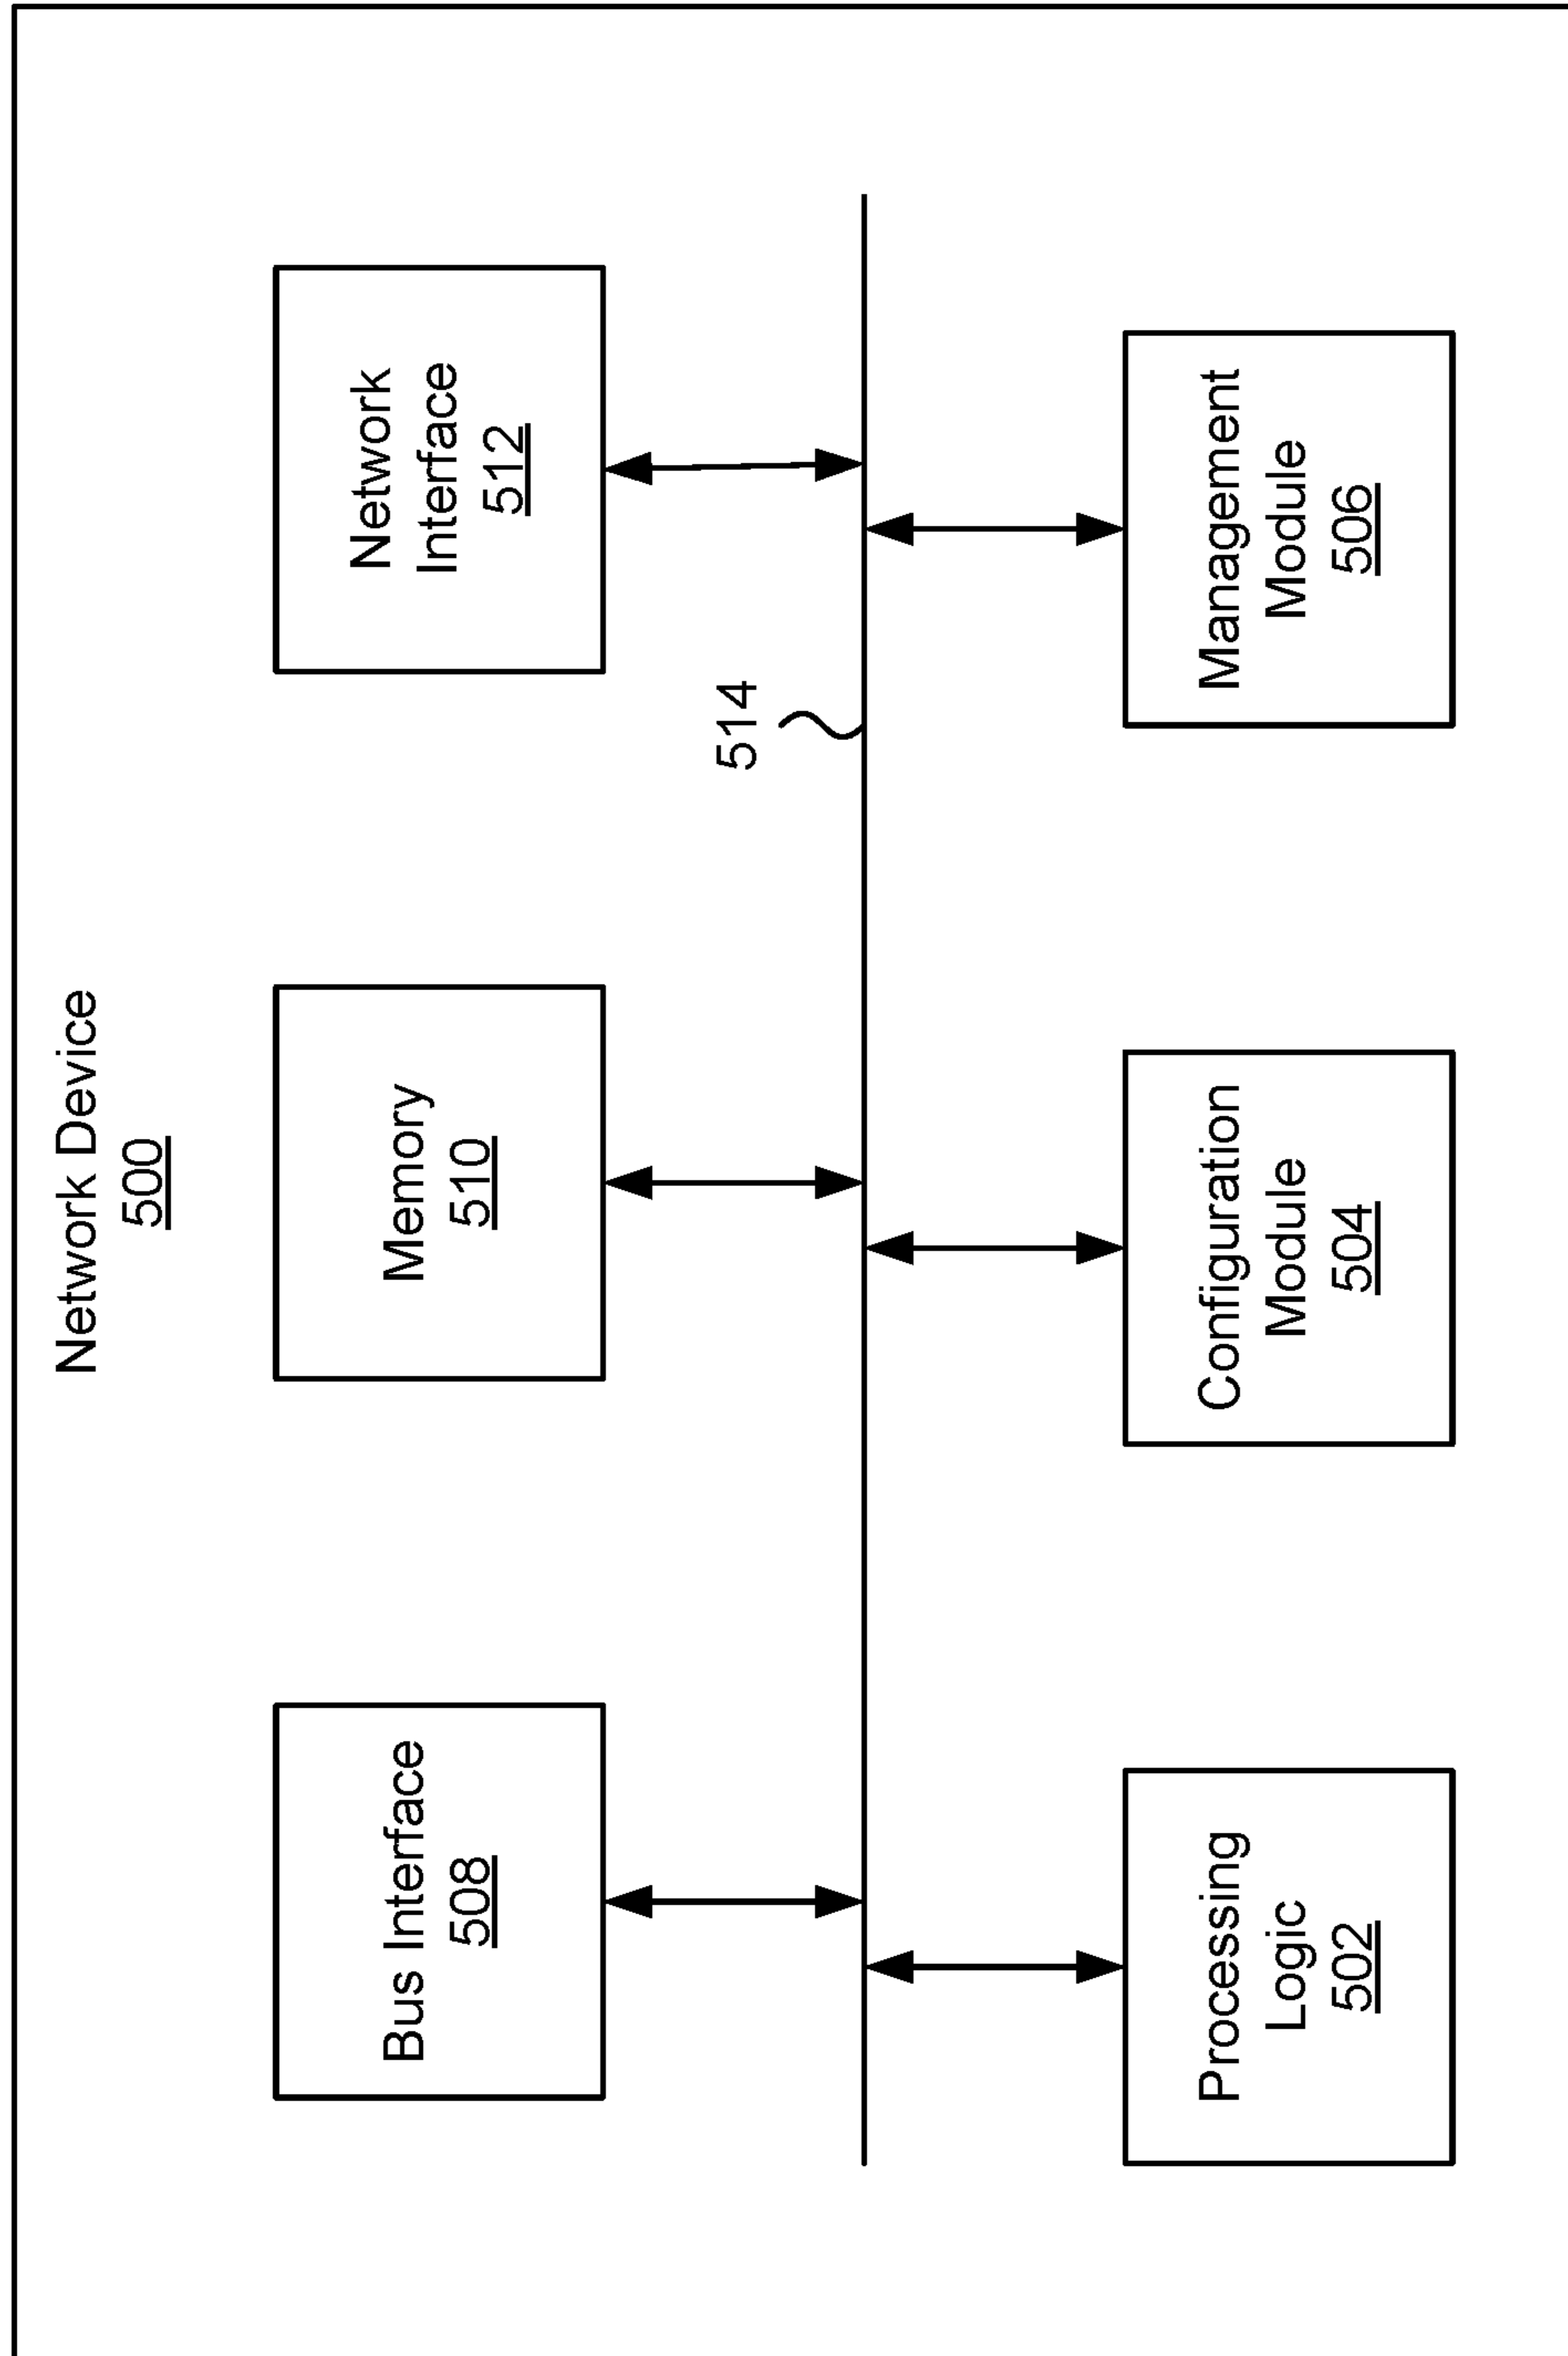 Network Device
500
Bus Interface
508
Memory
510
Network
Interface
512
514
Processing
Logic
502
Configuration
Module
504
Management
Module
506